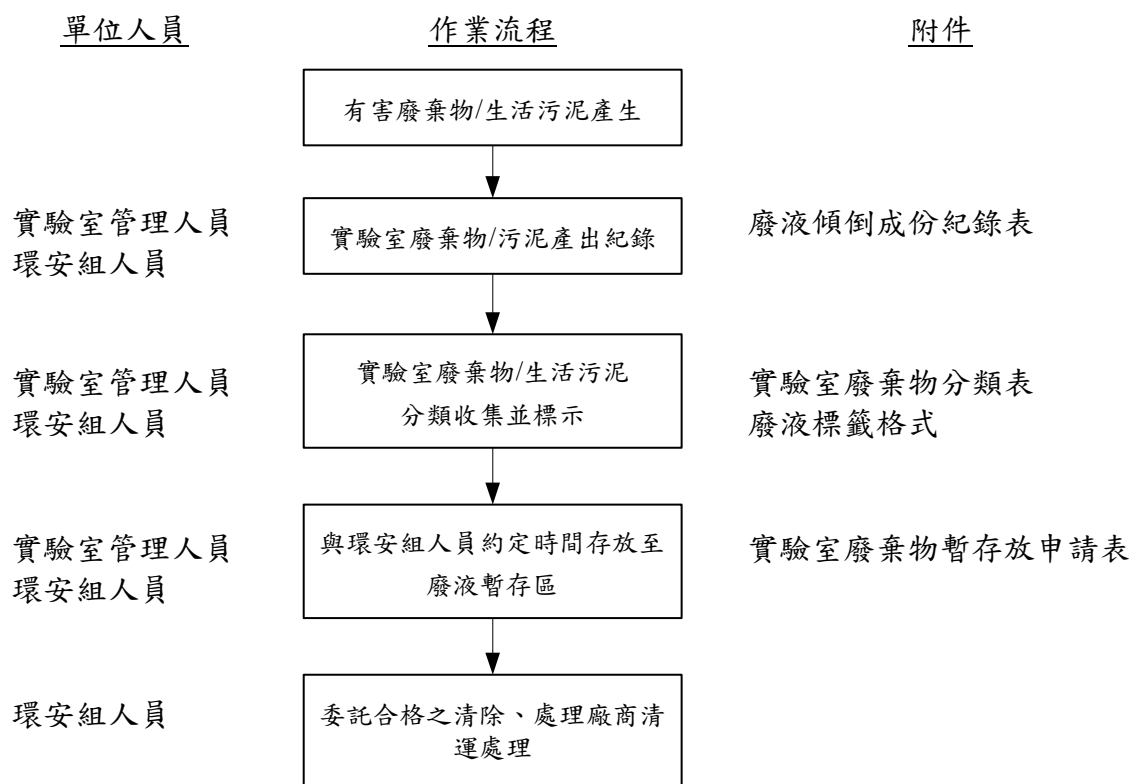 單位人員 作業流程 附件
有害廢棄物/生活污泥產生
實驗室管理人員
環安組人員
實驗室廢棄物/污泥產出紀錄
廢液傾倒成份紀錄表
實驗室管理人員
環安組人員
實驗室廢棄物/生活污泥
分類收集並標示
實驗室廢棄物分類表
廢液標籤格式
實驗室管理人員
環安組人員
與環安組人員約定時間存放至
廢液暫存區
實驗室廢棄物暫存放申請表
環安組人員
委託合格之清除、處理廠商清
運處理